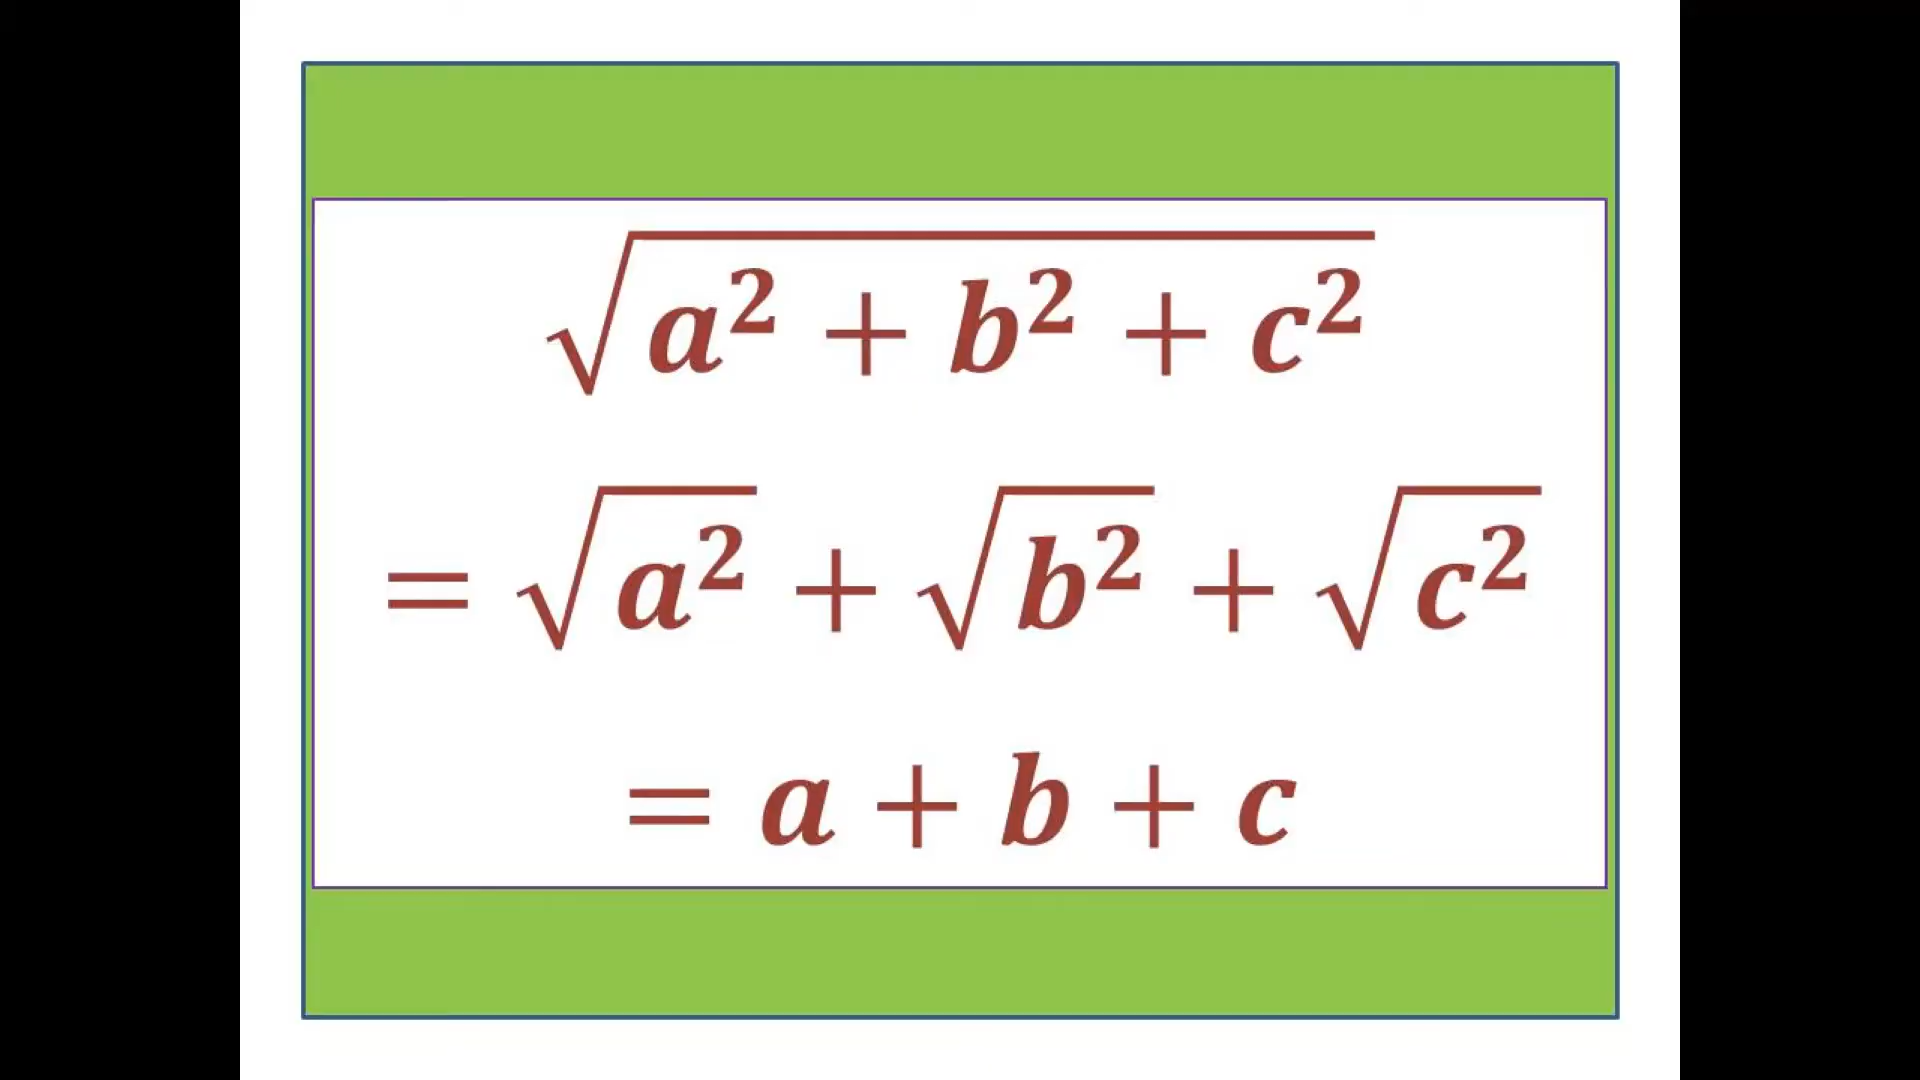 √(a² + b² + c²)
= √a² + √b² + √c²
= a + b + c